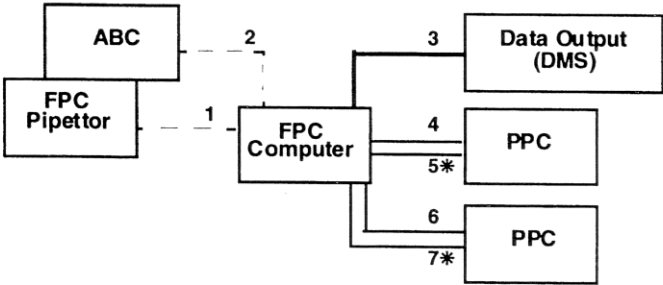 ABC
2
3
Data Output
(DMS)
FPC
Pipettor
1
FPC
Computer
4
PPC
5*
6
PPC
7*